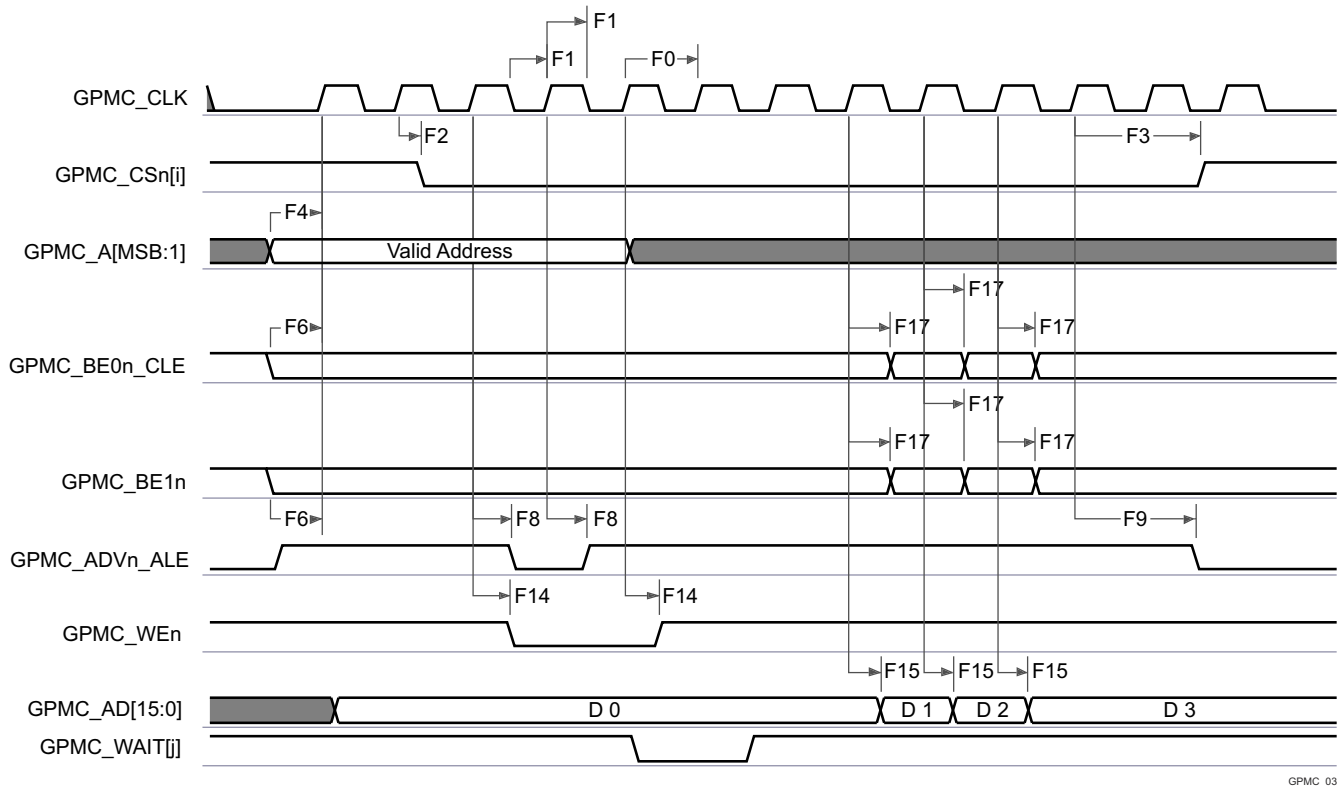 F1
F1 F0
GPMC_CLK
F2 F3
GPMC_CSn[i]
F4
GPMC_A[MSB:1] Valid Address
F17
F6 F17 F17
GPMC_BE0n_CLE
F17
F17 F17
GPMC_BE1n
F6 F8 F8 F9
GPMC_ADVn_ALE
F14 F14
GPMC_WEn
F15 F15 F15
GPMC_AD[15:0] D 0 D 1 D 2 D 3
GPMC_WAIT[j]
GPMC_03